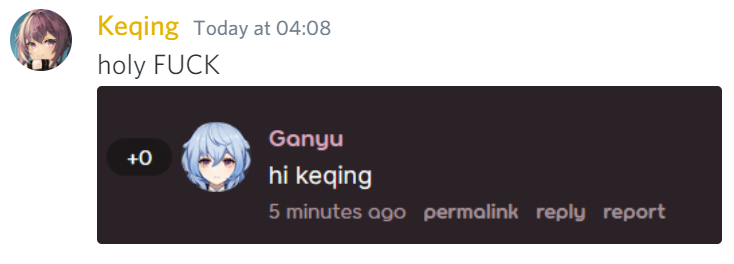 Keqing Today at 04:08
holy FUCK
Ganyu
+0
hi keqing
5 minutes ago permalink reply report